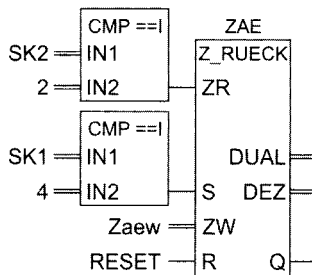 CMP ==I
SK2 IN1
2 IN2
ZAE
Z_RUECK
ZR
CMP ==I
SK1 IN1
4 IN2
S
DUAL
DEZ
Zaew ZW
RESET R
Q